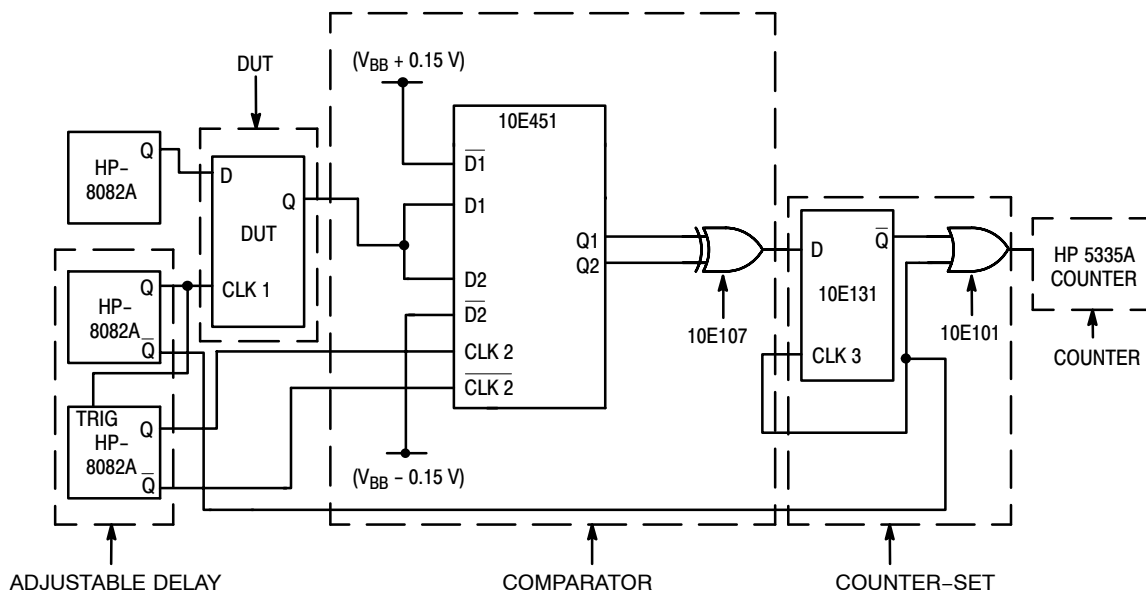 DUT
(VBB + 0.15 V)
10E451
Q
HP−
8082A
D
Q
DUT
CLK 1
D1
D1
D2
D2
CLK 2
CLK 2
Q1
Q2
10E107
D
Q
10E131
CLK 3
10E101
HP 5335A
COUNTER
COUNTER
Q
HP−
8082A
Q
TRIG
Q
HP−
8082A
Q
(VBB − 0.15 V)
ADJUSTABLE DELAY
COMPARATOR
COUNTER−SET